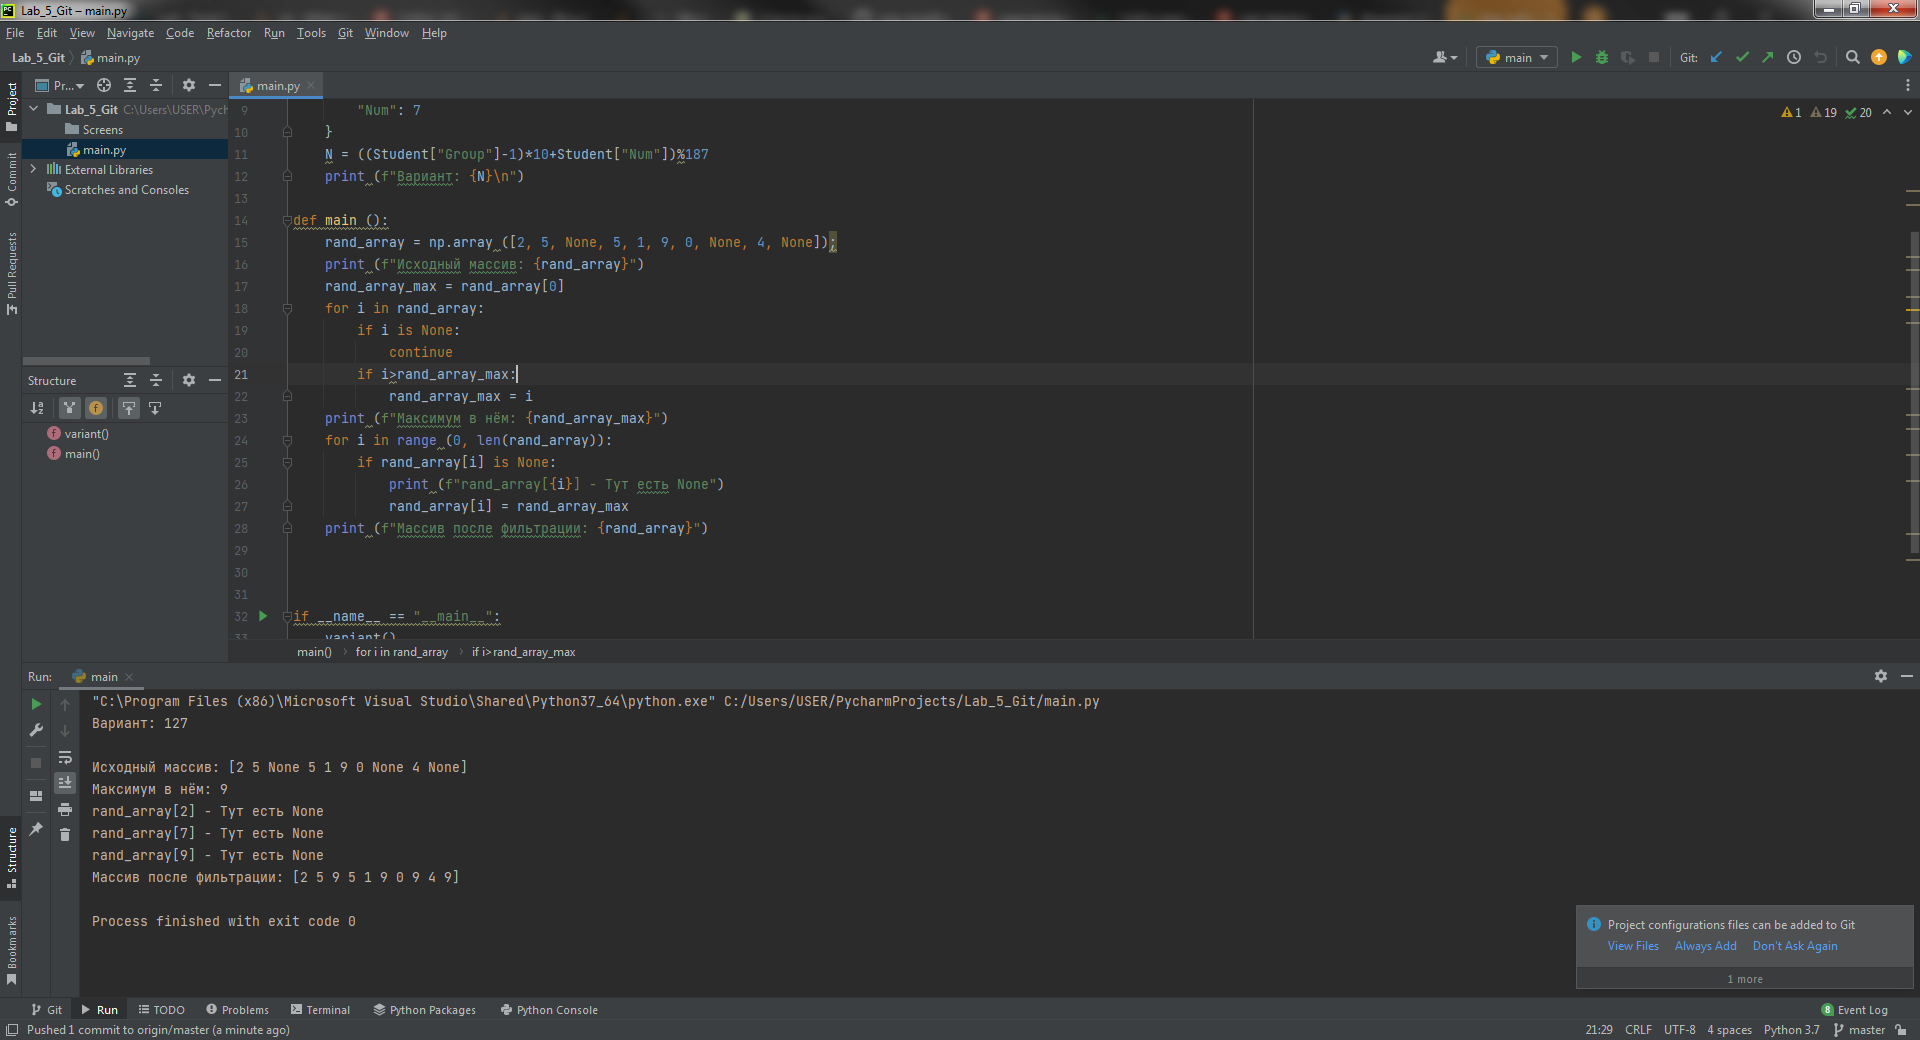 Lab_5_Git – main.py
File Edit View Navigate Code Refactor Run Tools Git Window Help
Lab_5_Git main.py
main
Git:
Pr...
main.py
Project
Commit
Pull Requests
Lab_5_Git C:\Users\USER\Pych
Screens
main.py
External Libraries
Scratches and Consoles
9 "Num": 7
10 }
11 N = ((Student["Group"]-1)*10+Student["Num"])%187
12 print (f"Вариант: {N}\n")
13
14 def main ():
15 rand_array = np.array ([2, 5, None, 5, 1, 9, 0, None, 4, None]);
16 print (f"Исходный массив: {rand_array}")
17 rand_array_max = rand_array[0]
18 for i in rand_array:
19 if i is None:
20 continue
21 if i>rand_array_max:
22 rand_array_max = i
23 print (f"Максимум в нём: {rand_array_max}")
24 for i in range (0, len(rand_array)):
25 if rand_array[i] is None:
26 print (f"rand_array[{i}] - Тут есть None")
27 rand_array[i] = rand_array_max
28 print (f"Массив после фильтрации: {rand_array}")
29
30
31
32 if __name__ == "__main__":
33 variant()
1 19 20
Structure
variant()
main()
main() for i in rand_array if i>rand_array_max
Run: main
"C:\Program Files (x86)\Microsoft Visual Studio\Shared\Python37_64\python.exe" C:/Users/USER/PycharmProjects/Lab_5_Git/main.py
Вариант: 127
Исходный массив: [2 5 None 5 1 9 0 None 4 None]
Максимум в нём: 9
rand_array[2] - Тут есть None
rand_array[7] - Тут есть None
rand_array[9] - Тут есть None
Массив после фильтрации: [2 5 9 5 1 9 0 9 4 9]
Process finished with exit code 0
Structure
Bookmarks
Project configurations files can be added to Git
View Files Always Add Don't Ask Again
1 more
Git Run TODO Problems Terminal Python Packages Python Console
8 Event Log
Pushed 1 commit to origin/master (a minute ago)
21:29 CRLF UTF-8 4 spaces Python 3.7 master